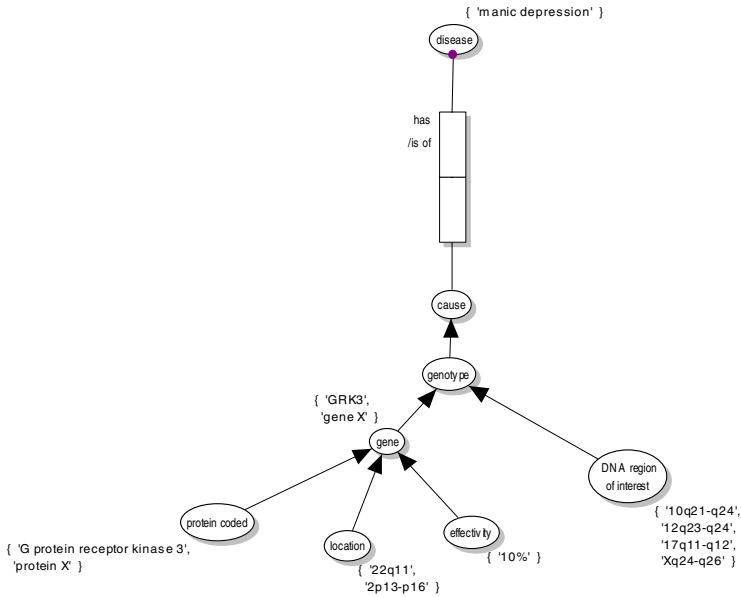 { 'manic depression' }
disease
has
/is of
cause
genotype
{ 'GRK3',
'gene X' }
gene
DNA region
of interest
{ '10q21-q24',
'12q23-q24',
'17q11-q12',
'Xq24-q26' }
protein coded
{ 'G protein receptor kinase 3',
'protein X' }
location
{ '22q11',
'2p13-p16' }
effectivity
{ '10%' }